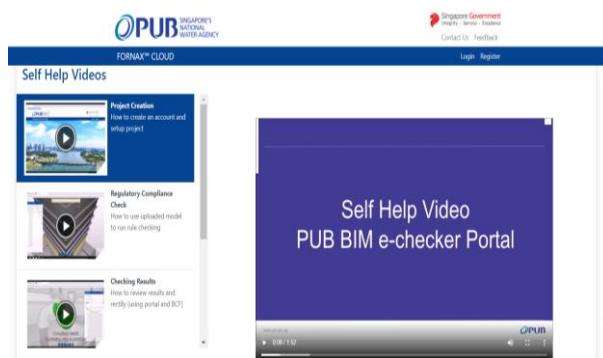 PUB SINGAPORE'S
NATIONAL
WATER AGENCY
Singapore Government
Integrity · Service · Excellence
Contact Us Feedback
FORNAX™ CLOUD
Login Register
Self Help Videos
Project Creation
How to create an account and
setup project
Regulatory Compliance
Check
How to use uploaded model
to run rule checking
Checking Results
How to review results and
rectify (using portal and BCF)
Self Help Video
PUB BIM e-checker Portal
PUB
0:00 / 1:52